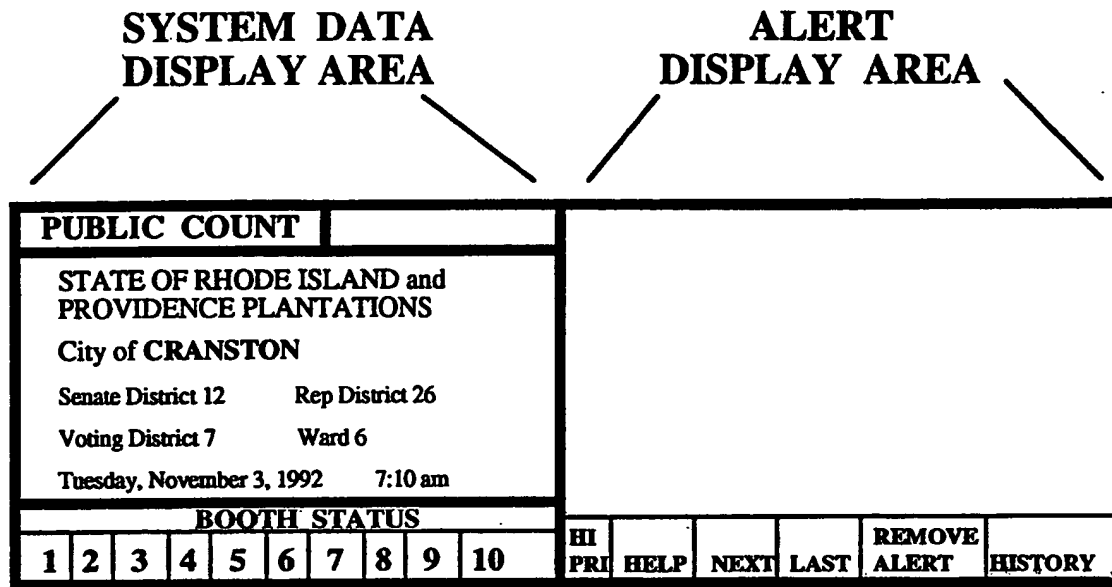 SYSTEM DATA
DISPLAY AREA
ALERT
DISPLAY AREA
PUBLIC COUNT
STATE OF RHODE ISLAND and
PROVIDENCE PLANTATIONS
City of CRANSTON
Senate District 12 Rep District 26
Voting District 7 Ward 6
Tuesday, November 3, 1992 7:10 am
BOOTH STATUS
1 2 3 4 5 6 7 8 9 10
HI
PRI HELP NEXT LAST REMOVE
ALERT HISTORY